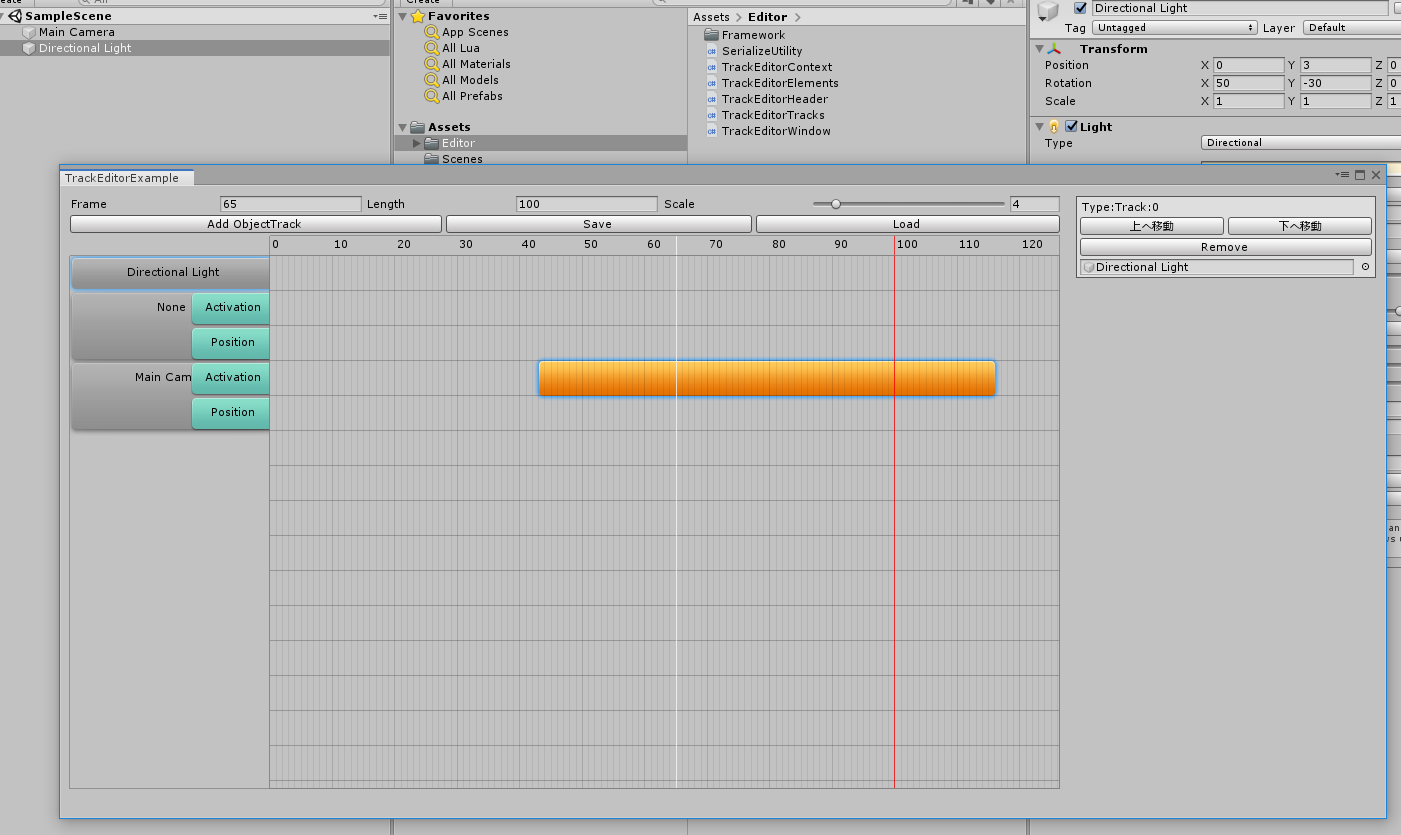 SampleScene
Main Camera
Directional Light
Favorites
App Scenes
All Lua
All Materials
All Models
All Prefabs
Assets
Editor
Scenes
Assets Editor
Framework
SerializeUtility
TrackEditorContext
TrackEditorElements
TrackEditorHeader
TrackEditorTracks
TrackEditorWindow
Directional Light
Tag Untagged Layer Default
Transform
Position X 0 Y 3 Z 0
Rotation X 50 Y -30 Z 0
Scale X 1 Y 1 Z 1
Light
Type Directional
TrackEditorExample
Frame 65 Length 100 Scale 4
Add ObjectTrack Save Load
0 10 20 30 40 50 60 70 80 90 100 110 120
Directional Light
None Activation
Position
Main Cam Activation
Position
Type:Track:0
上へ移動 下へ移動
Remove
Directional Light